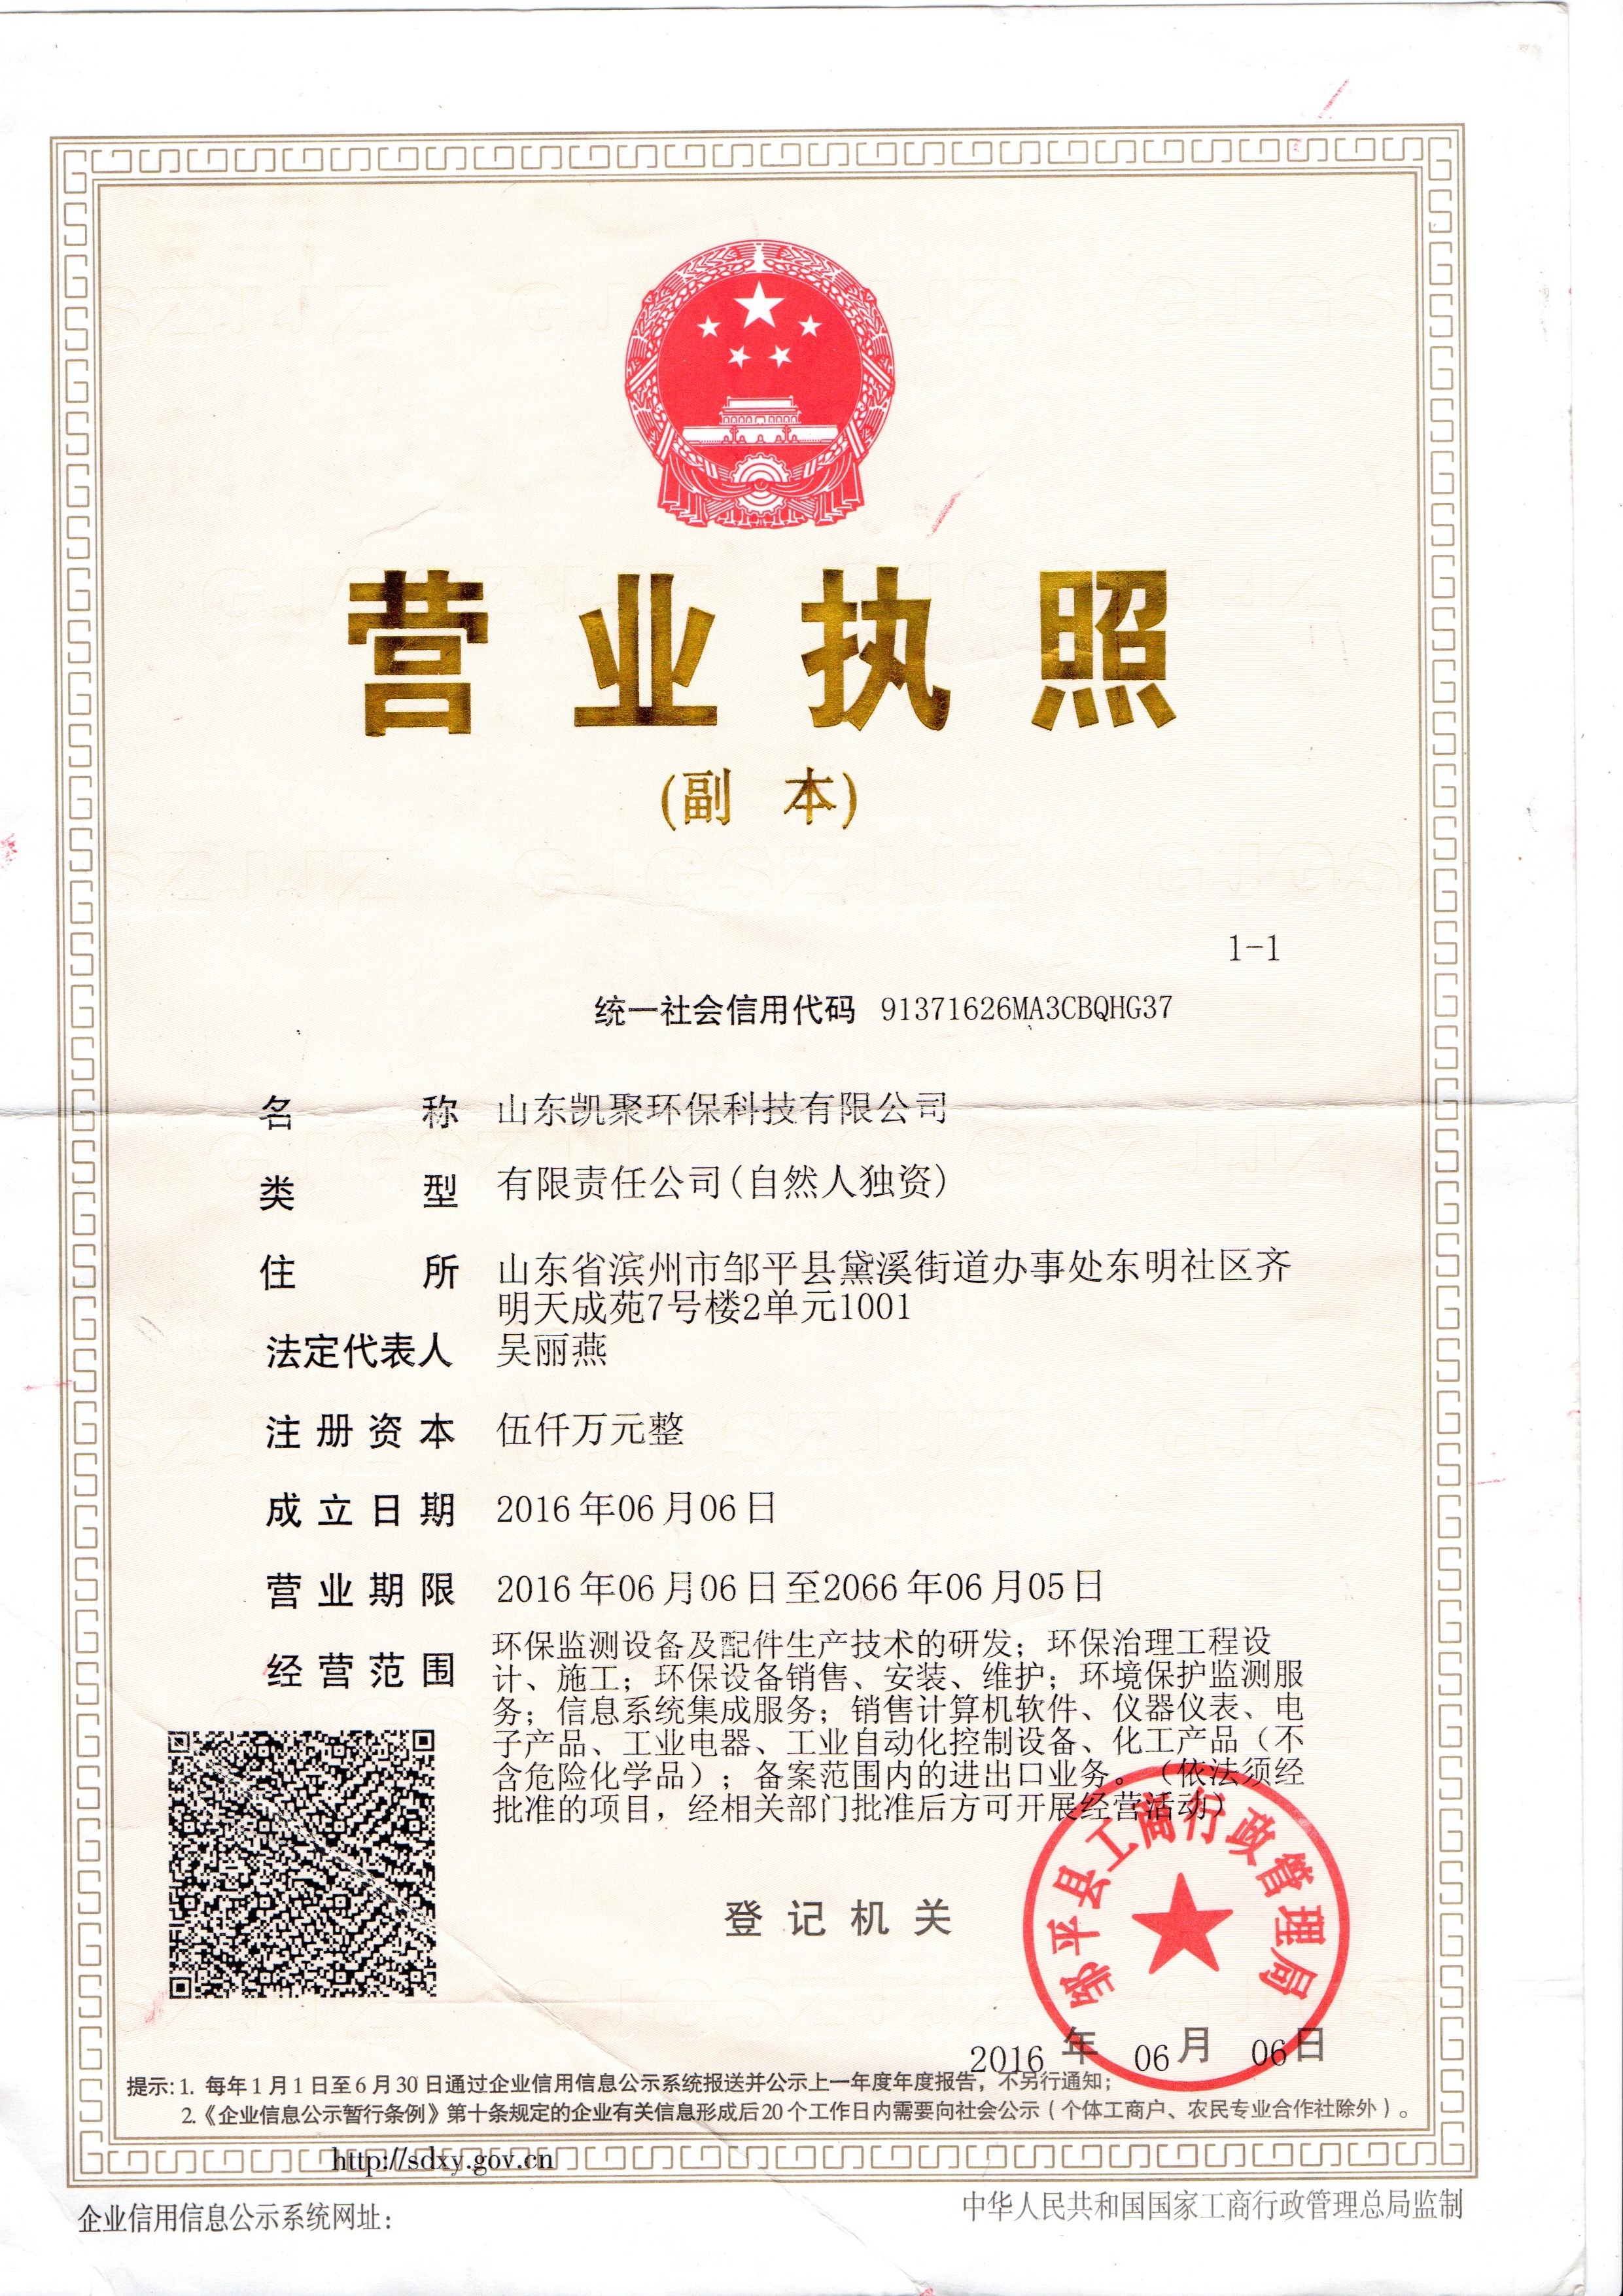 营业执照
(副 本)
1-1
统一社会信用代码 91371626MA3CBQHG37
名称 山东凯聚环保科技有限公司
类型 有限责任公司(自然人独资)
住所 山东省滨州市邹平县黛溪街道办事处东明社区齐
明天成苑7号楼2单元1001
法定代表人 吴丽燕
注册资本 伍仟万元整
成立日期 2016年06月06日
营业期限 2016年06月06日至2066年06月05日
经营范围 环保监测设备及配件生产技术的研发；环保治理工程设
计、施工；环保设备销售、安装、维护；环境保护监测服
务；信息系统集成服务；销售计算机软件、仪器仪表、电
子产品、工业电器、工业自动化控制设备、化工产品（不
含危险化学品）；备案范围内的进出口业务。（依法须经
批准的项目，经相关部门批准后方可开展经营活动）
邹平县工商行政管理局
登记机关
2016年06月06日
提示：1. 每年1月1日至6月30日通过企业信用信息公示系统报送并公示上一年度年度报告，不另行通知；
2.《企业信息公示暂行条例》第十条规定的企业有关信息形成后20个工作日内需要向社会公示（个体工商户、农民专业合作社除外）。
http://sdxy.gov.cn
企业信用信息公示系统网址：
中华人民共和国国家工商行政管理总局监制